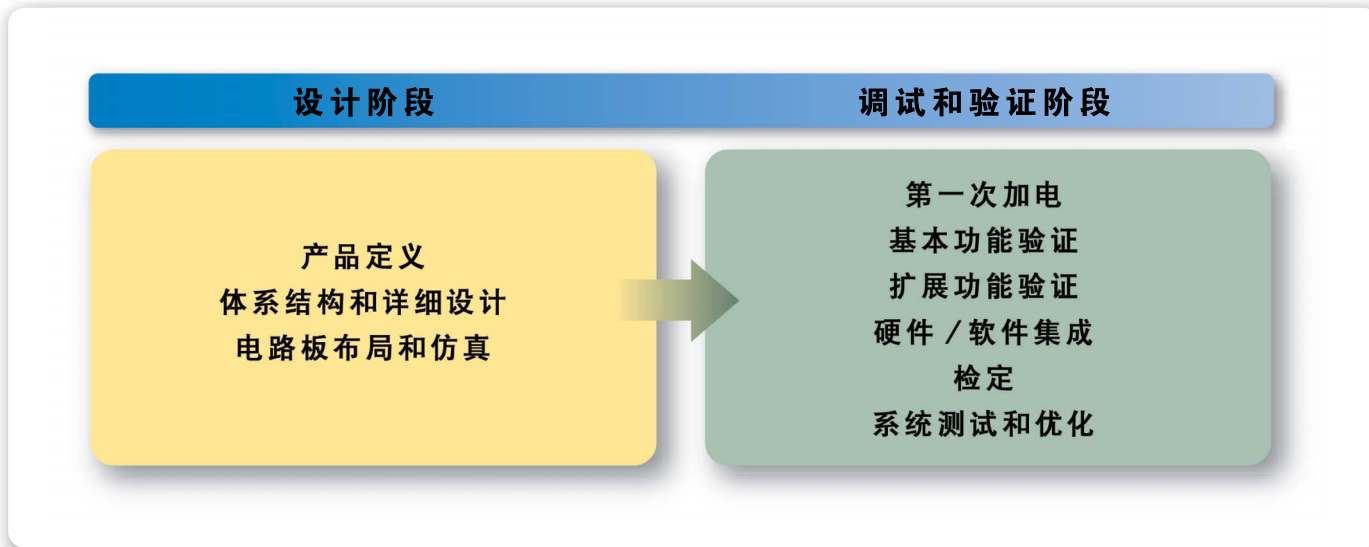 设计阶段
调试和验证阶段
产品定义
体系结构和详细设计
电路板布局和仿真
第一次加电
基本功能验证
扩展功能验证
硬件 / 软件集成
检定
系统测试和优化